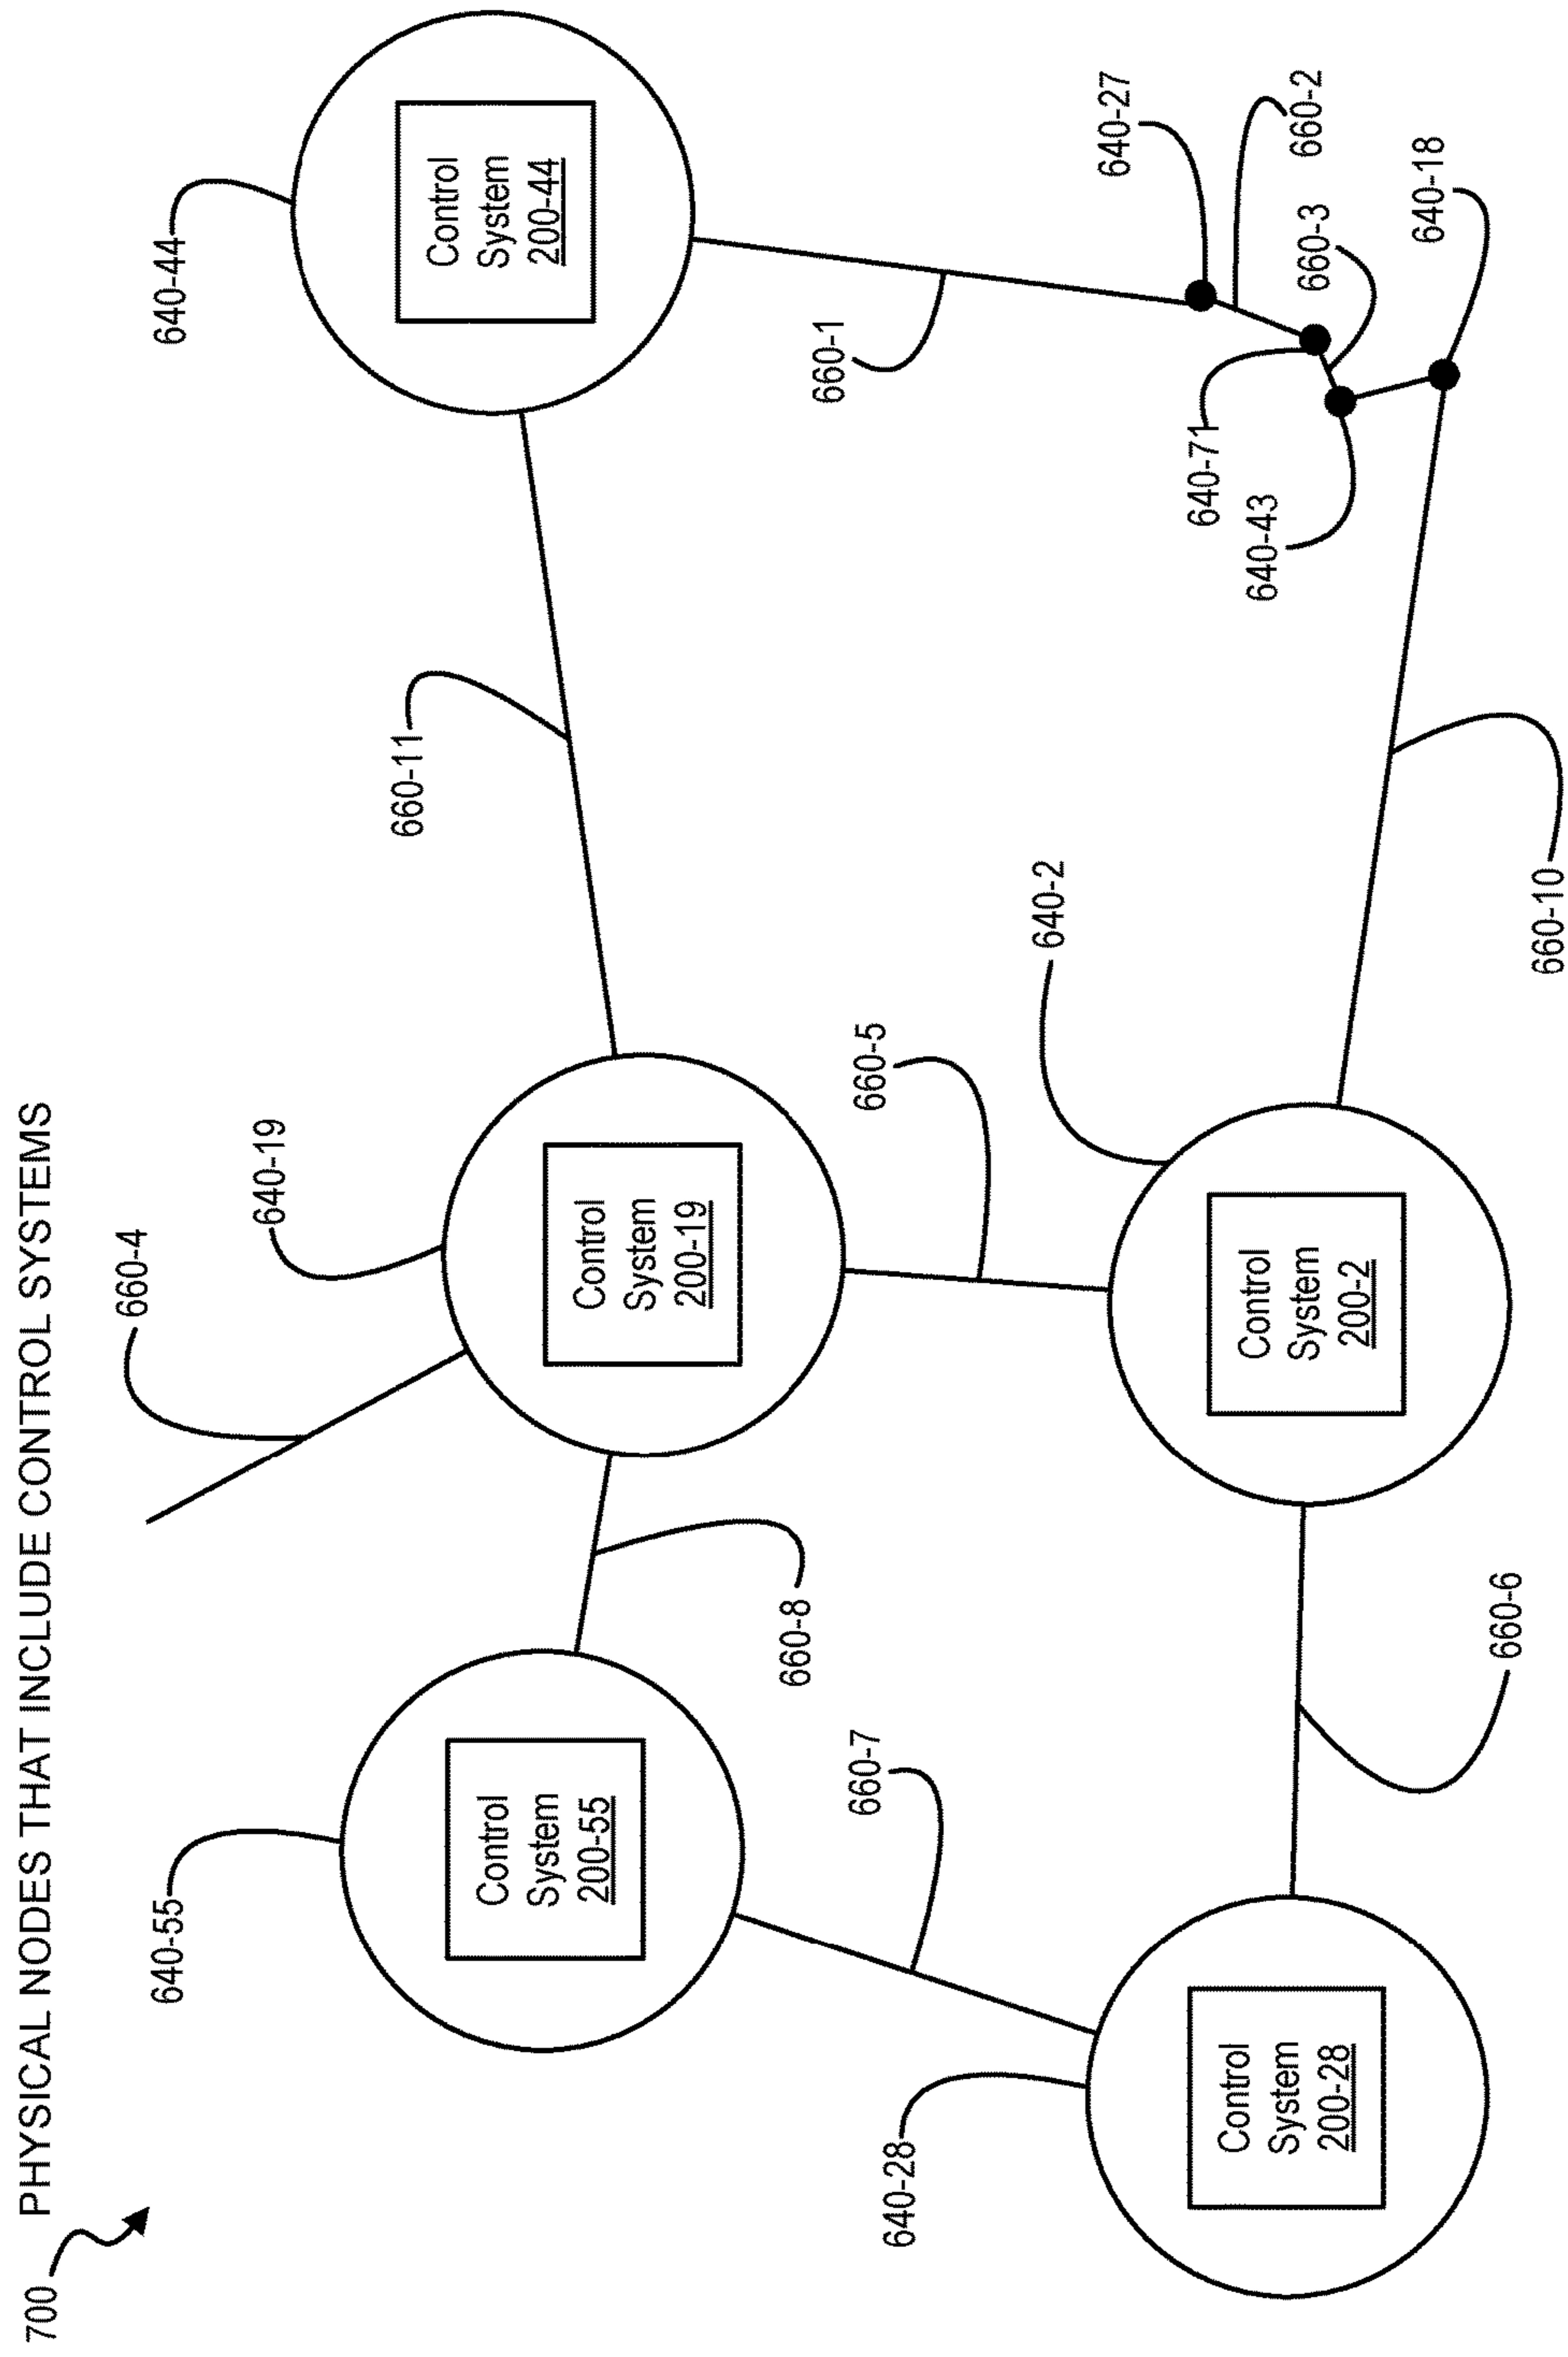 PHYSICAL NODES THAT INCLUDE CONTROL SYSTEMS
700
640-55
660-4
640-19
640-44
660-11
Control
System
200-55
Control
System
200-19
Control
System
200-44
660-8
660-7
660-5
660-1
640-27
640-28
640-2
640-71
640-43
660-2
660-3
640-18
Control
System
200-28
Control
System
200-2
660-6
660-10